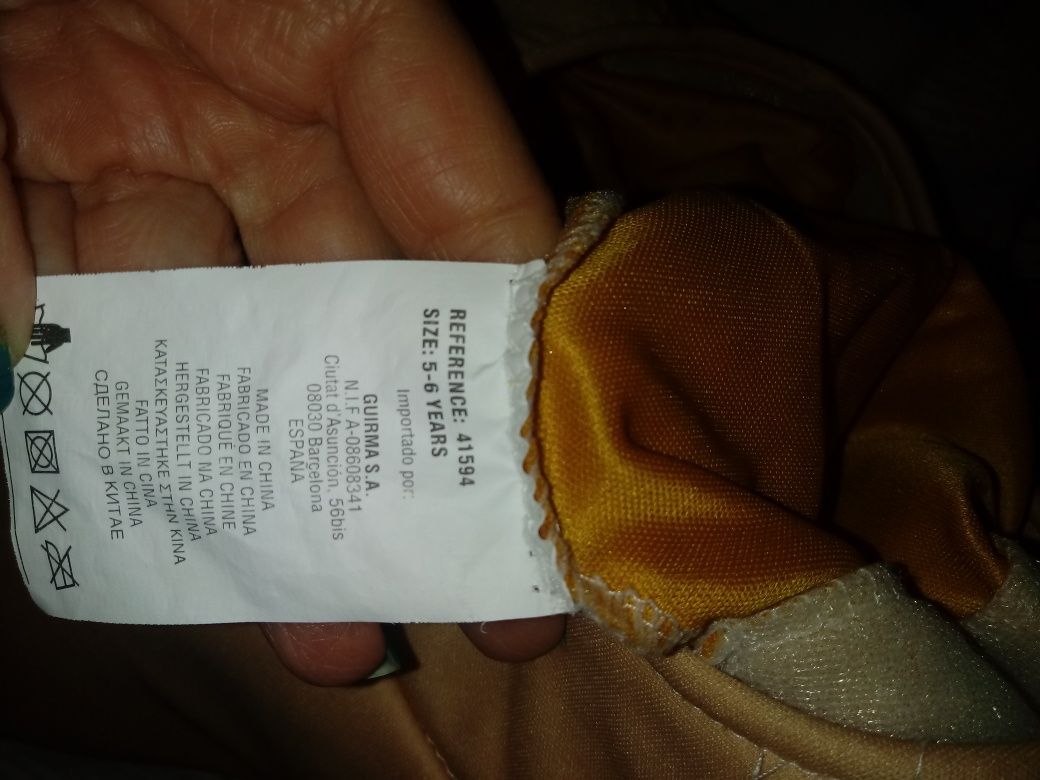 REFERENCE: 41594
SIZE: 5-6 YEARS
Importado por:
GUIRMA S.A.
N.I.F A-08608341
Ciutat d'Asunción, 56bis
08030 Barcelona
ESPAÑA
MADE IN CHINA
FABRICADO EN CHINA
FABRIQUÉ EN CHINE
FABRICADO NA CHINA
HERGESTELLT IN CHINA
ΚΑΤΑΣΚΕΥΑΣΤΗΚΕ ΣΤΗΝ ΚΙΝΑ
FATTO IN CINA
GEMAAKT IN CHINA
СДЕЛАНО В КИТАЕ